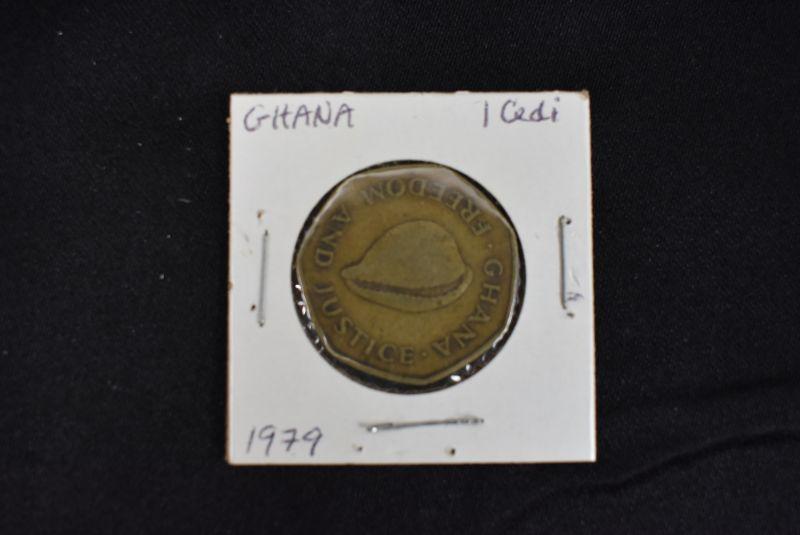 GHANA 1 Cedi
FREEDOM AND JUSTICE · GHANA ·
1979